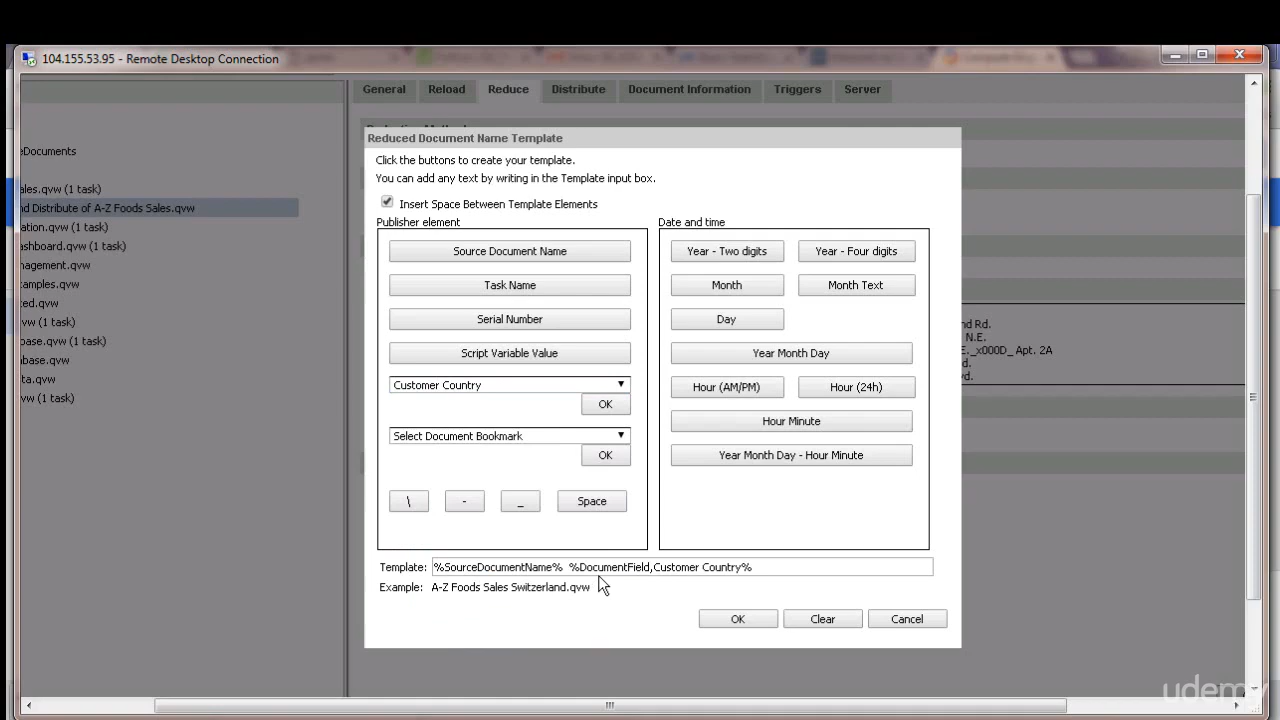 104.155.53.95 - Remote Desktop Connection
General Reload Reduce Distribute Document Information Triggers Server
eDocuments
ales.qvw (1 task)
nd Distribute of A-Z Foods Sales.qvw
ation.qvw (1 task)
ashboard.qvw (1 task)
nagement.qvw
amples.qvw
ted.qvw
vw (1 task)
base.qvw (1 task)
abase.qvw
ta.qvw
vw (1 task)
Reduced Document Name Template
Click the buttons to create your template.
You can add any text by writing in the Template input box.
Insert Space Between Template Elements
Publisher element
Source Document Name
Task Name
Serial Number
Script Variable Value
Customer Country
OK
Select Document Bookmark
OK
\ - _ Space
Date and time
Year - Two digits Year - Four digits
Month Month Text
Day
Year Month Day
Hour (AM/PM) Hour (24h)
Hour Minute
Year Month Day - Hour Minute
Template: %SourceDocumentName% %DocumentField,Customer Country%
Example: A-Z Foods Sales Switzerland.qvw
OK Clear Cancel
nd Rd.
N.E.
E._x000D_ Apt. 2A
d.
vd.
udemy